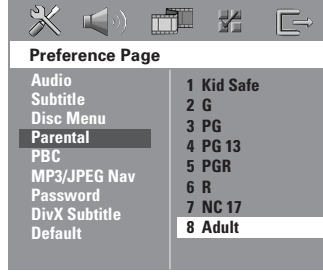 Preference Page
Audio
Subtitle
Disc Menu
Parental
PBC
MP3/JPEG Nav
Password
DivX Subtitle
Default
1 Kid Safe
2 G
3 PG
4 PG 13
5 PGR
6 R
7 NC 17
8 Adult